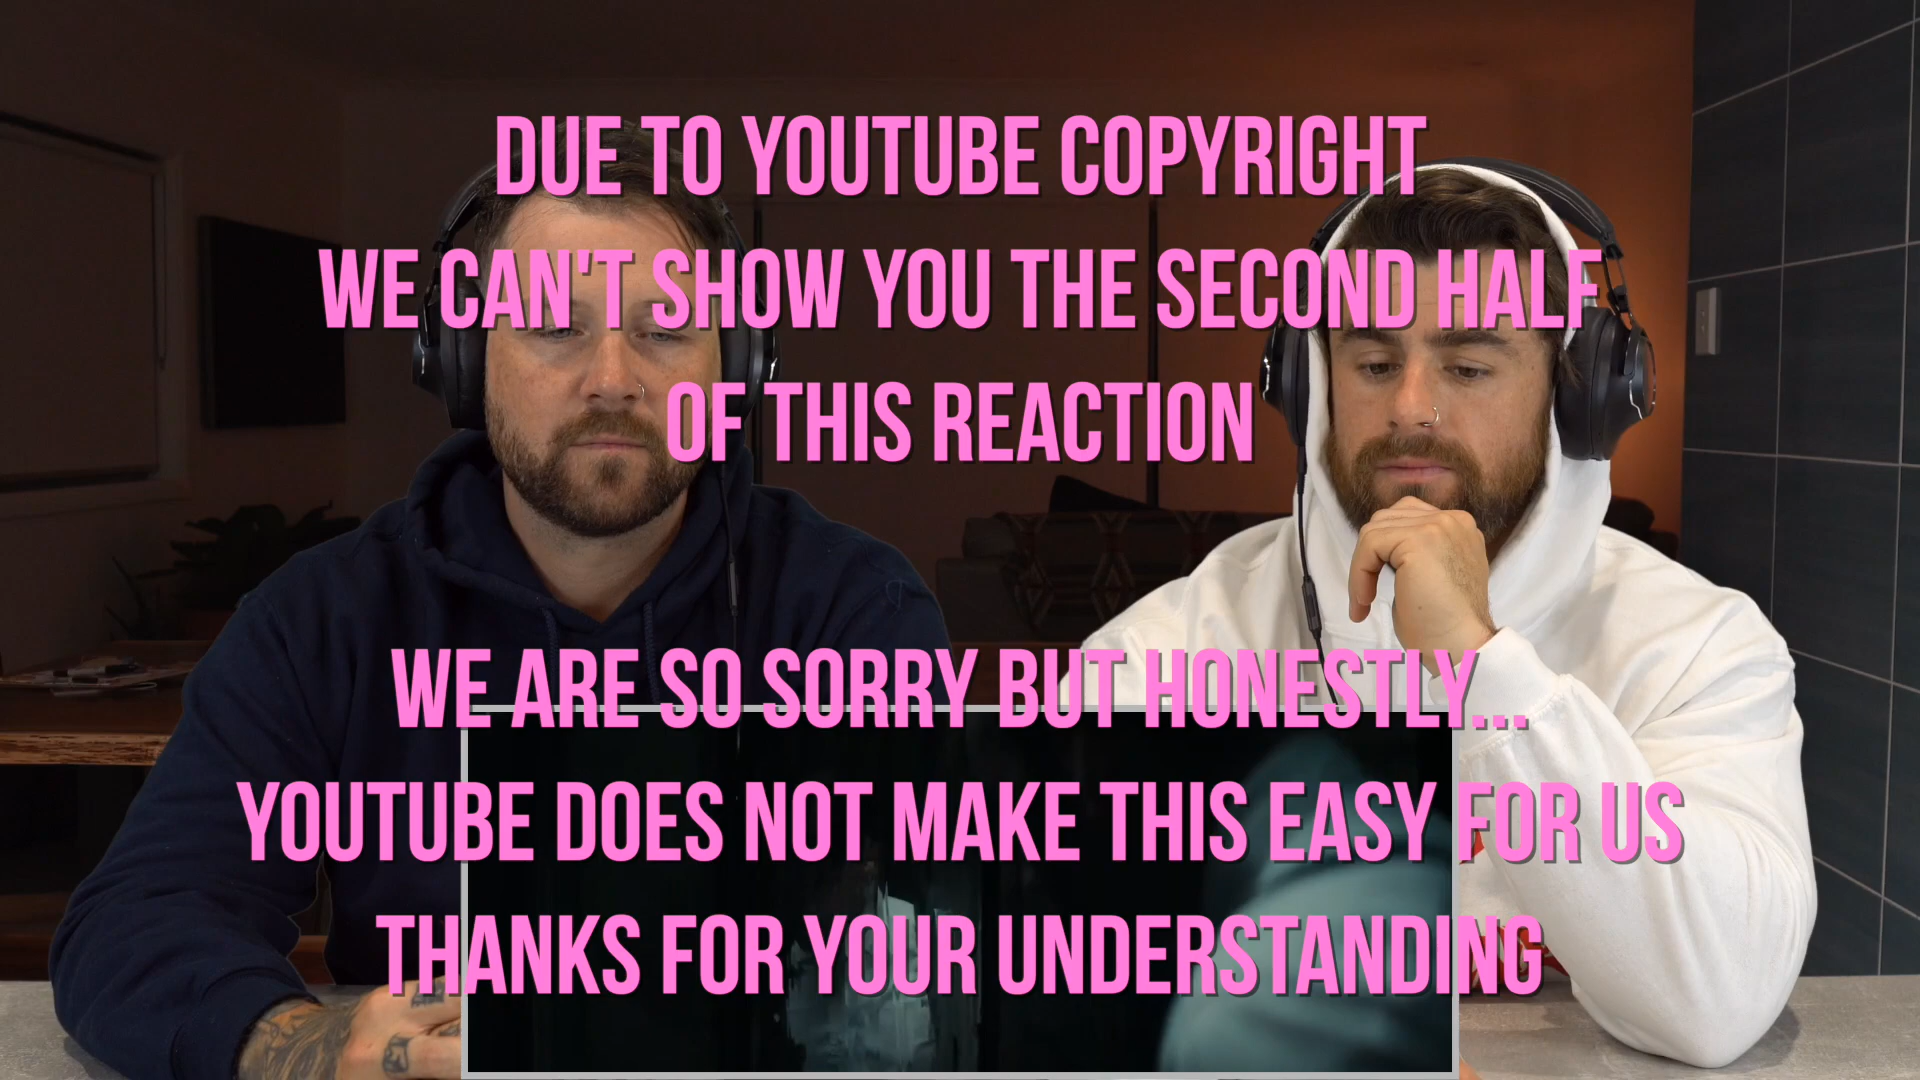 DUE TO YOUTUBE COPYRIGHT
WE CAN'T SHOW YOU THE SECOND HALF
OF THIS REACTION
WE ARE SO SORRY BUT HONESTLY...
YOUTUBE DOES NOT MAKE THIS EASY FOR US
THANKS FOR YOUR UNDERSTANDING